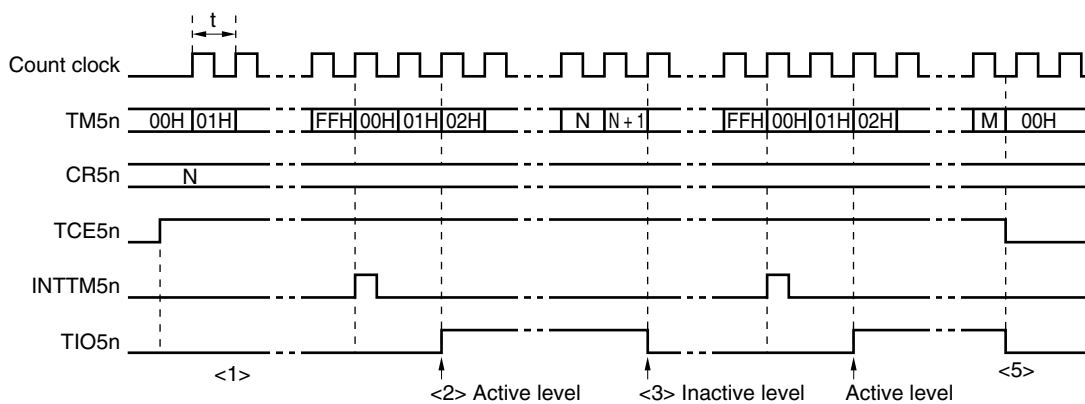 t
Count clock
TM5n 00H 01H FFH 00H 01H 02H N N + 1 FFH 00H 01H 02H M 00H
CR5n N
TCE5n
INTTM5n
TIO5n
<1> <2> Active level <3> Inactive level Active level <5>